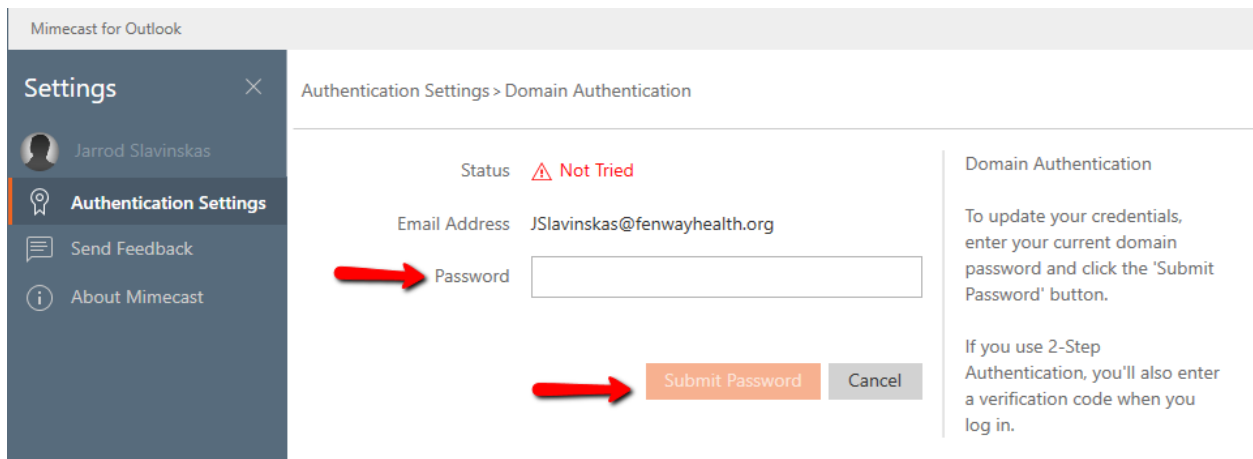 Mimecast for Outlook
Settings
Jarrod Slavinskas
Authentication Settings
Send Feedback
About Mimecast
Authentication Settings > Domain Authentication
Status Not Tried
Email Address JSlavinskas@fenwayhealth.org
Password
Submit Password Cancel
Domain Authentication
To update your credentials,
enter your current domain
password and click the 'Submit
Password' button.
If you use 2-Step
Authentication, you'll also enter
a verification code when you
log in.